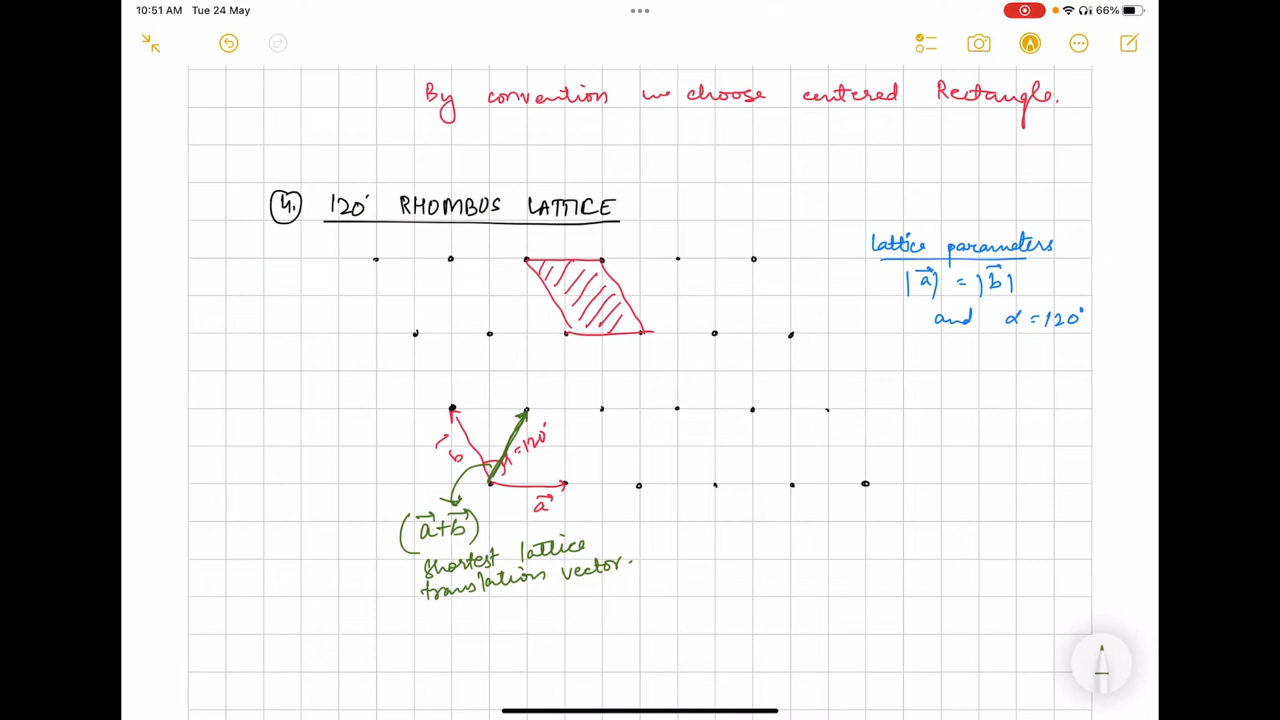 10:51 AM Tue 24 May
66%
By convention we choose centered Rectangle.
4. 120° RHOMBUS LATTICE
lattice parameters
|a⃗| = |b⃗|
and α = 120°
b⃗
= 120°
a⃗
(a⃗+b⃗)
shortest lattice
translation vector.